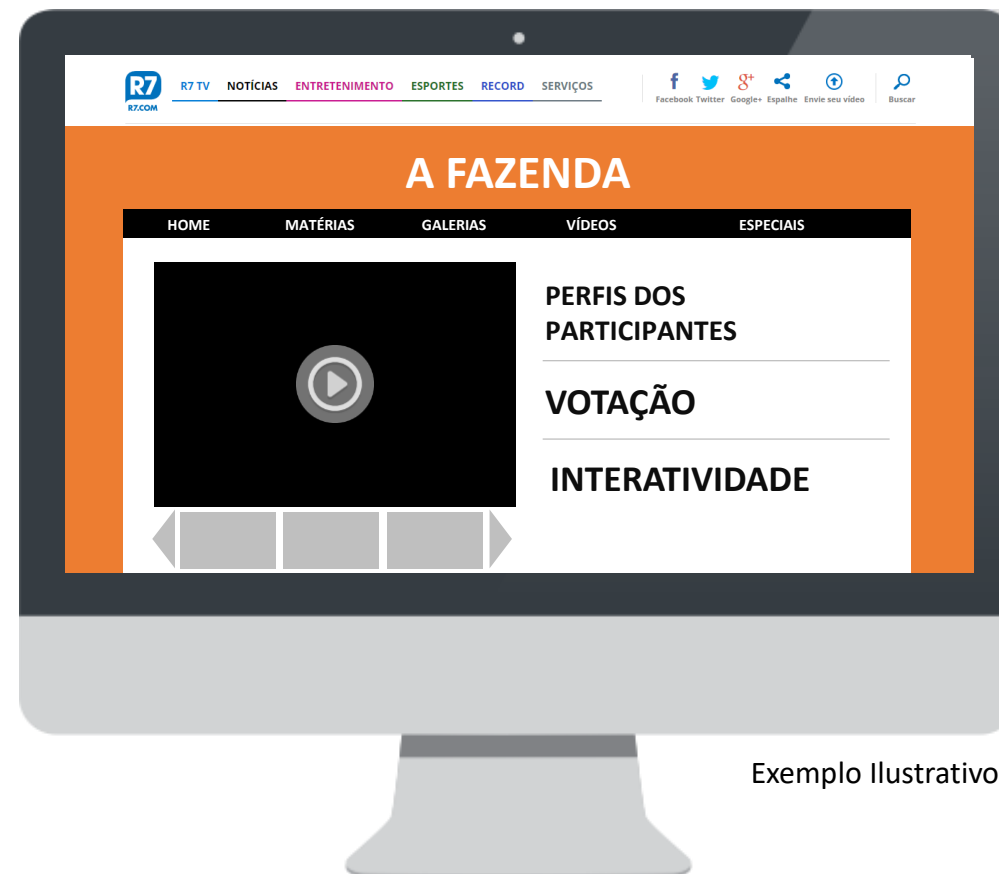 R7
R7.COM
R7 TV NOTÍCIAS ENTRETENIMENTO ESPORTES RECORD SERVIÇOS
f g+
Facebook Twitter Google+ Espalhe Envie seu vídeo Buscar
A FAZENDA
HOME MATÉRIAS GALERIAS VÍDEOS ESPECIAIS
PERFIS DOS
PARTICIPANTES
VOTAÇÃO
INTERATIVIDADE
Exemplo Ilustrativo